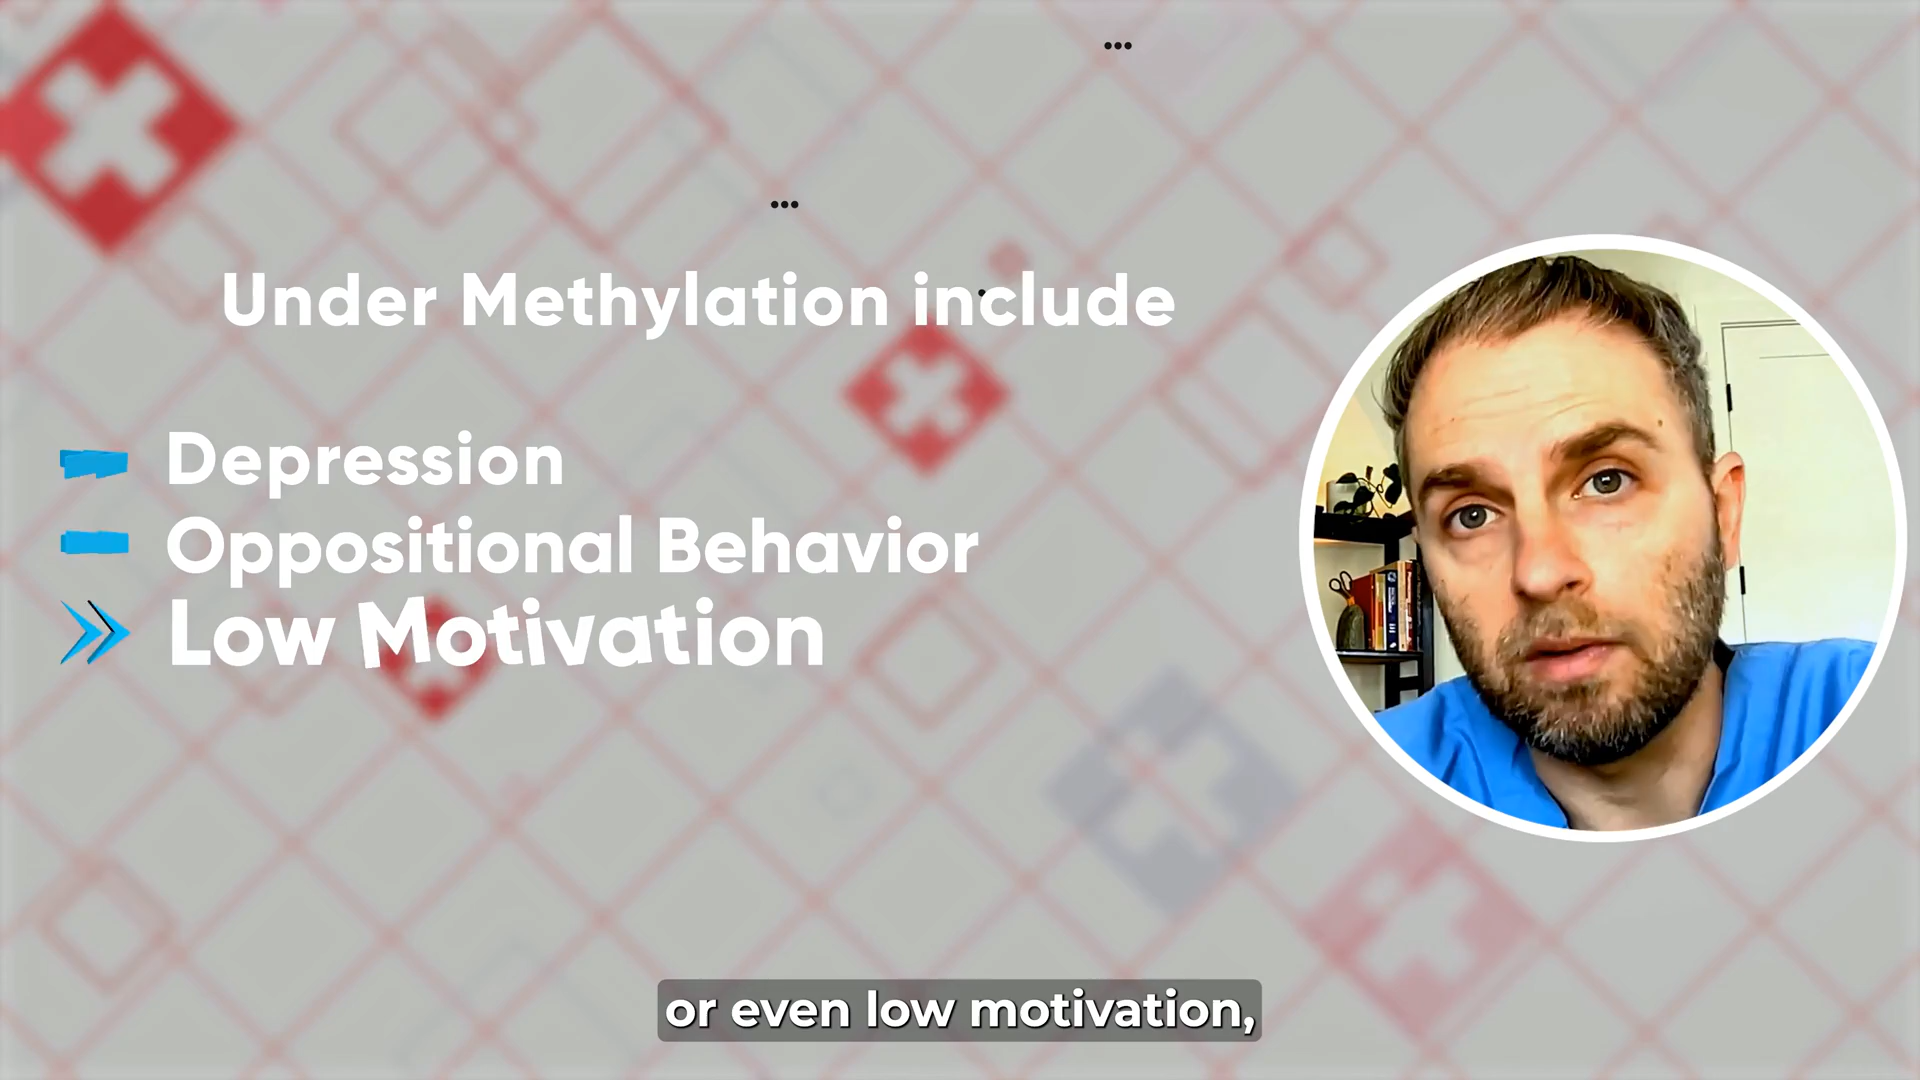 Under Methylation include
Depression
Oppositional Behavior
Low Motivation
or even low motivation,